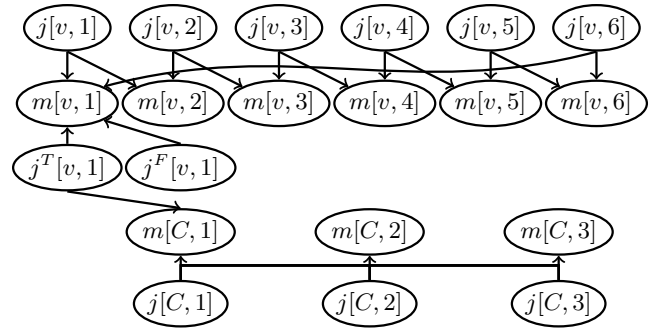 j[v, 1] j[v, 2] j[v, 3] j[v, 4] j[v, 5] j[v, 6]
m[v, 1] m[v, 2] m[v, 3] m[v, 4] m[v, 5] m[v, 6]
j^T[v, 1] j^F[v, 1]
m[C, 1] m[C, 2] m[C, 3]
j[C, 1] j[C, 2] j[C, 3]